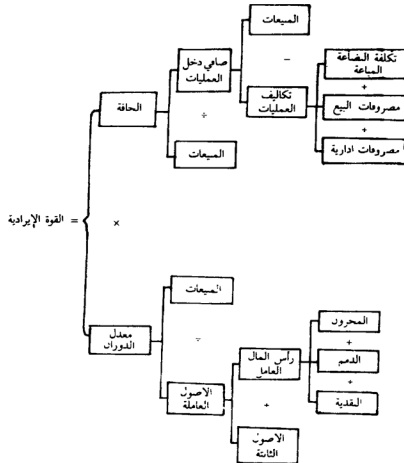 المبيعات
صافي دخل
العمليات
تكلفة البضاعة
المباعة
−
+
تكاليف
العمليات
مصروفات البيع
الحافة
÷
+
المبيعات
مصروفات ادارية
القوة الإيرادية =
×
المبيعات
معدل
الدوران
÷
رأس المال
العامل
المخزون
+
الذمم
الاصول
العاملة
+
+
النقدية
الاصول
الثابتة